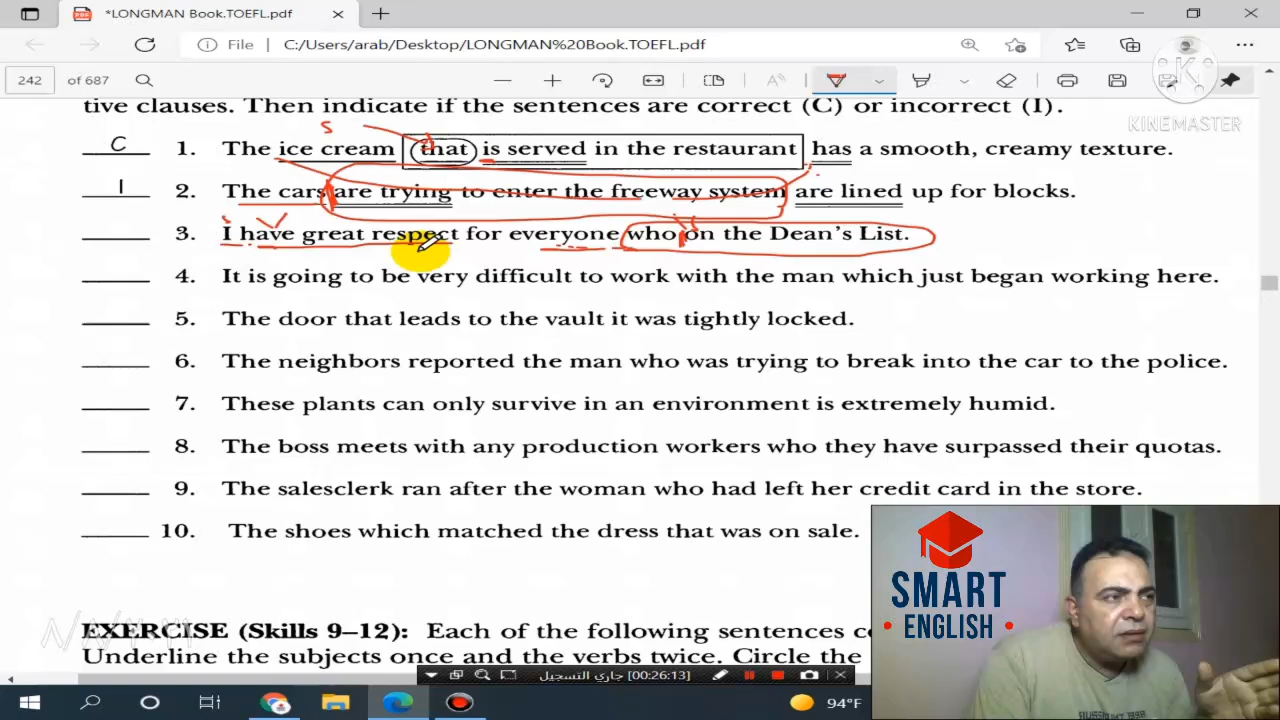 *LONGMAN Book.TOEFL.pdf
File C:/Users/arab/Desktop/LONGMAN%20Book.TOEFL.pdf
242 of 687
KINEMASTER
tive clauses. Then indicate if the sentences are correct (C) or incorrect (I).
S
C 1. The ice cream that is served in the restaurant has a smooth, creamy texture.
I 2. The cars are trying to enter the freeway system are lined up for blocks.
3. I have great respect for everyone who on the Dean's List.
4. It is going to be very difficult to work with the man which just began working here.
5. The door that leads to the vault it was tightly locked.
6. The neighbors reported the man who was trying to break into the car to the police.
7. These plants can only survive in an environment is extremely humid.
8. The boss meets with any production workers who they have surpassed their quotas.
9. The salesclerk ran after the woman who had left her credit card in the store.
10. The shoes which matched the dress that was on sale.
SMART
ENGLISH
EXERCISE (Skills 9–12): Each of the following sentences co
Underline the subjects once and the verbs twice. Circle the
جاري التسجيل [00:26:13]
94°F